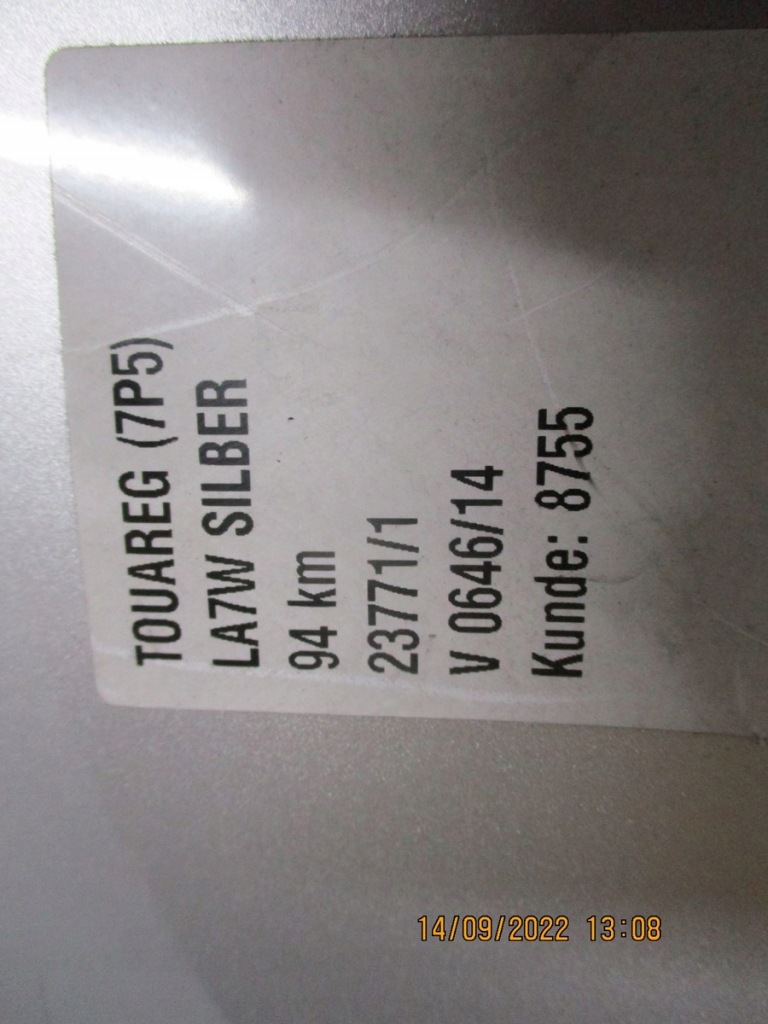 TOUAREG (7P5)
LA7W SILBER
94 km
23771/1
V 0646/14
Kunde: 8755
14/09/2022 13:08